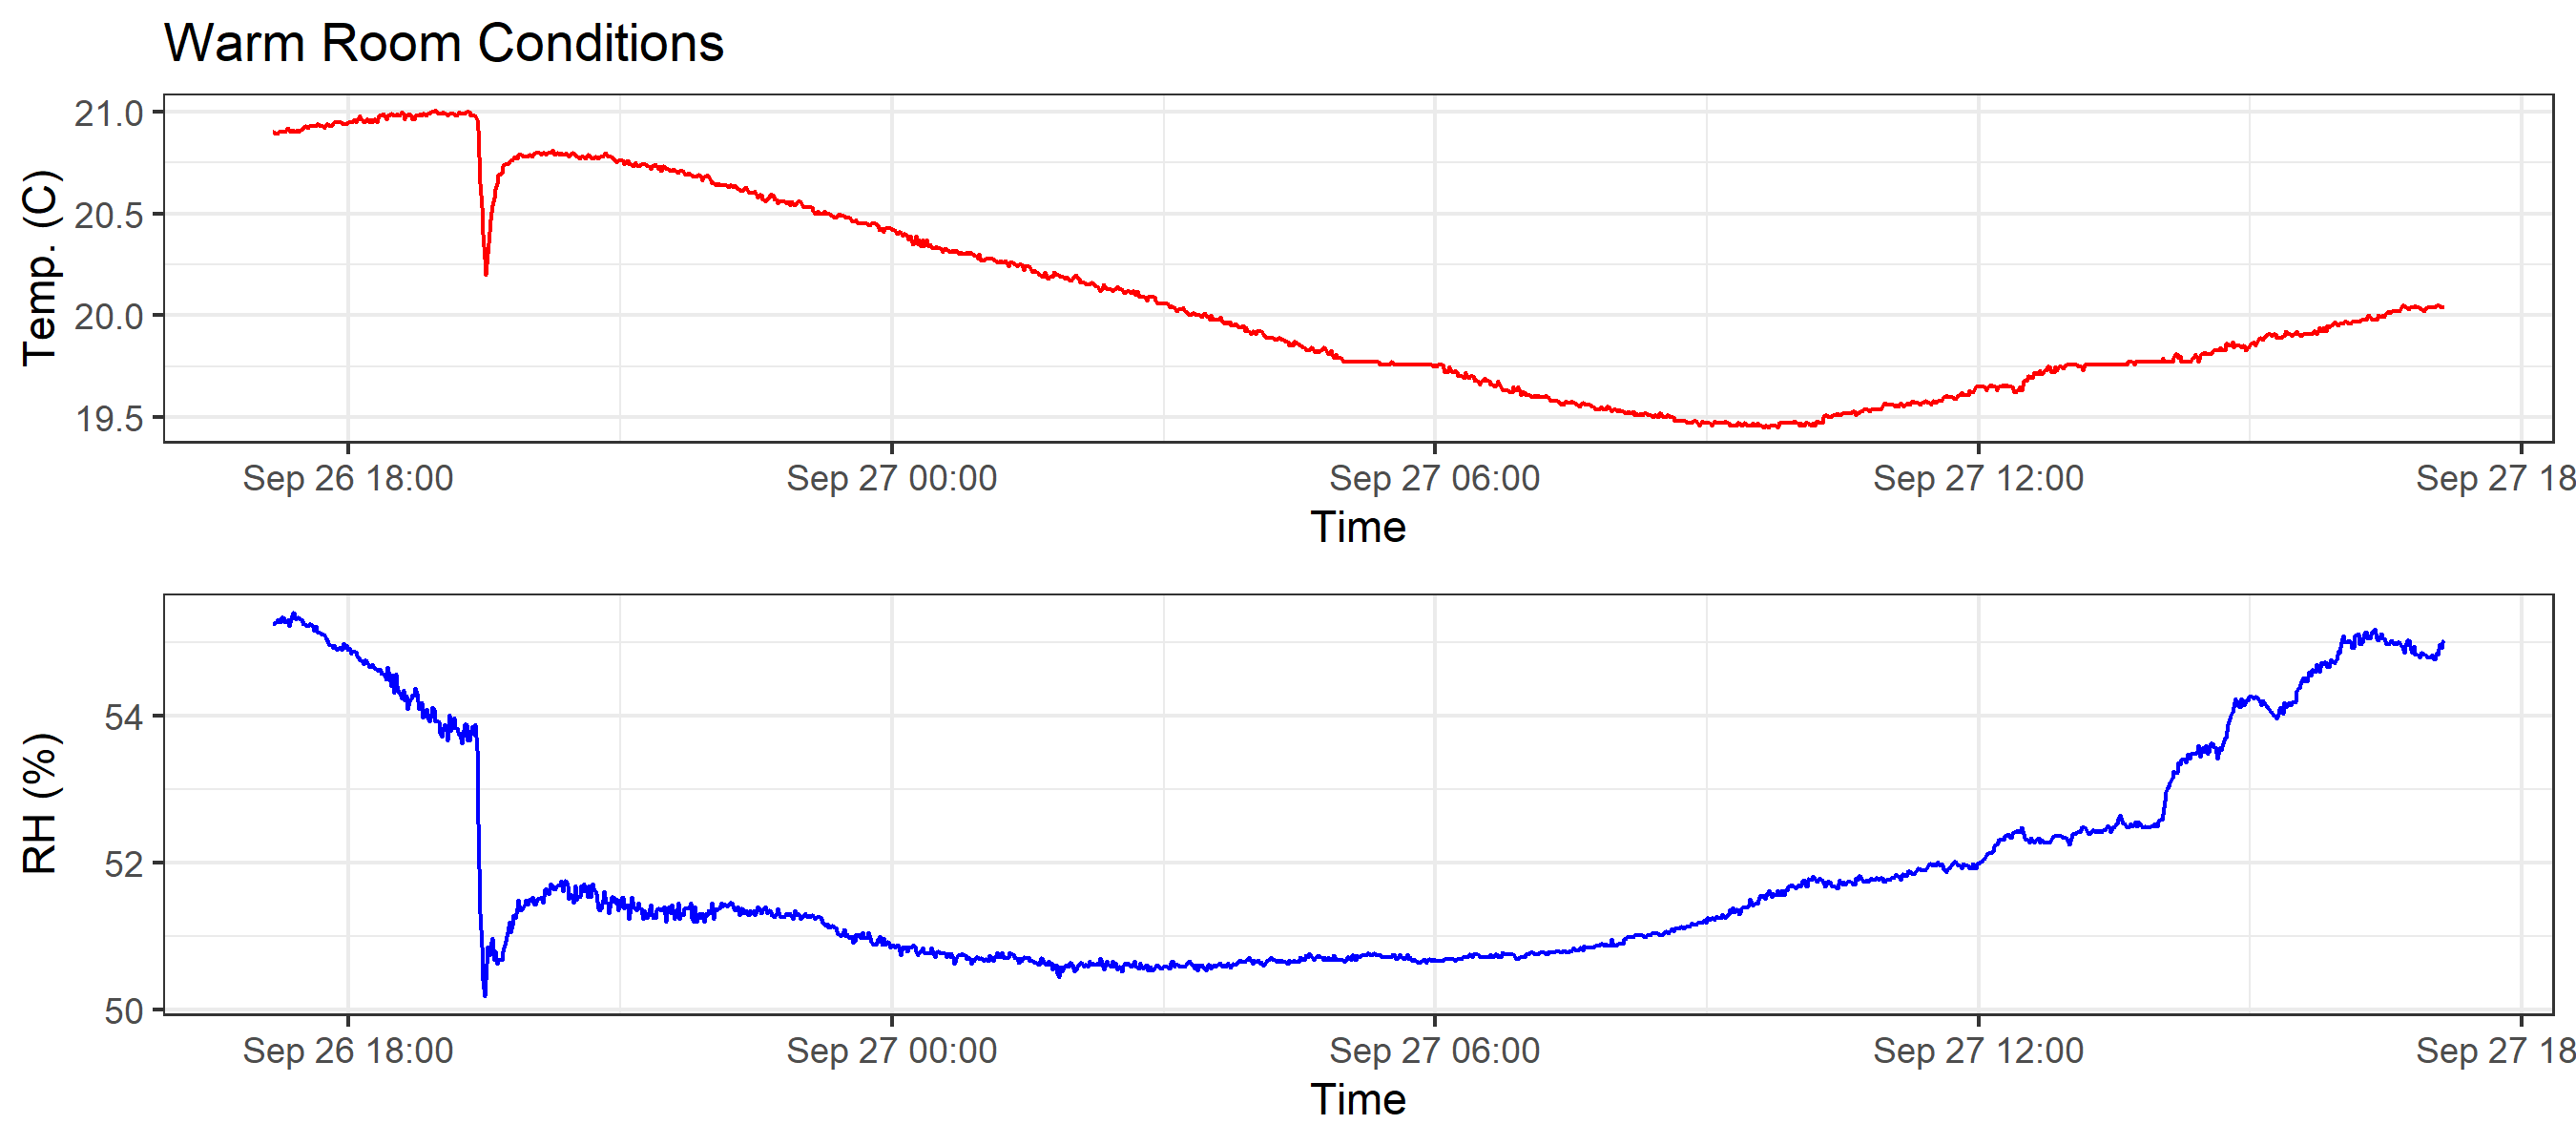 Warm Room Conditions
Temp. (C)
21.0
20.5
20.0
19.5
Sep 26 18:00 Sep 27 00:00 Sep 27 06:00 Sep 27 12:00 Sep 27 18
Time
RH (%)
54
52
50
Sep 26 18:00 Sep 27 00:00 Sep 27 06:00 Sep 27 12:00 Sep 27 18
Time